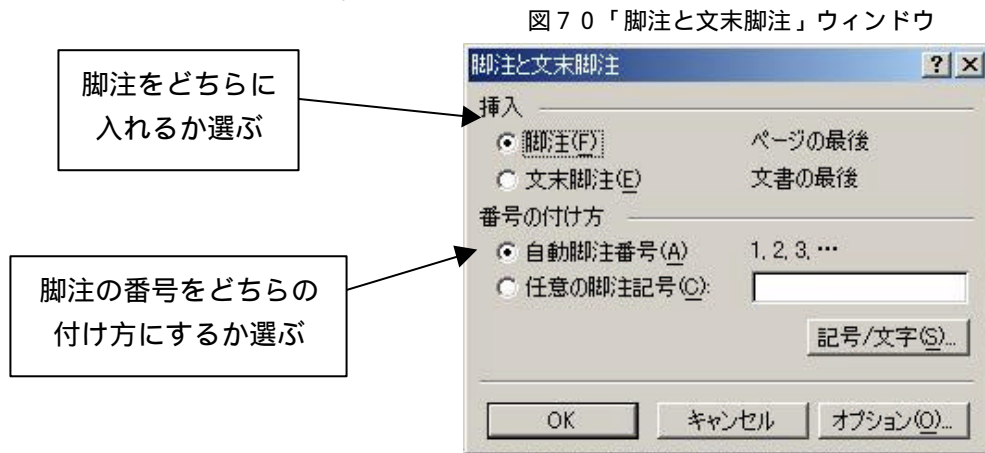 図７０「脚注と文末脚注」ウィンドウ
脚注をどちらに
入れるか選ぶ
脚注の番号をどちらの
付け方にするか選ぶ
脚注と文末脚注
挿入
脚注(F) ページの最後
文末脚注(E) 文書の最後
番号の付け方
自動脚注番号(A) 1, 2, 3, …
任意の脚注記号(C):
記号/文字(S)...
OK キャンセル オプション(O)...